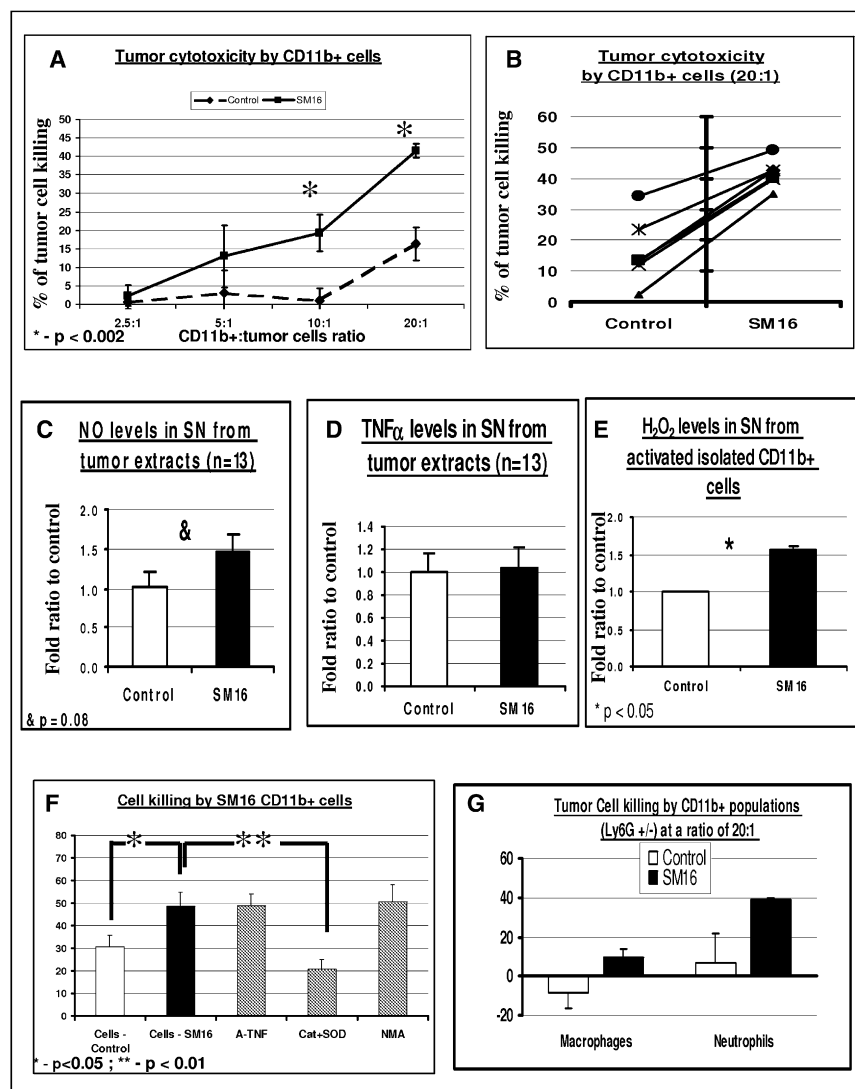 A
Tumor cytotoxicity by CD11b+ cells
Control
SM16
% of tumor cell killing
50
45
40
35
30
25
20
15
10
5
0
*
*
2.5:1 5:1 10:1 20:1
* - p < 0.002
CD11b+:tumor cells ratio
B
Tumor cytotoxicity
by CD11b+ cells (20:1)
% of tumor cell killing
60
50
40
30
20
10
0
Control SM16
C
NO levels in SN from
tumor extracts (n=13)
Fold ratio to control
2.0
1.5
1.0
0.5
0.0
&
Control SM16
& p = 0.08
D
TNFα levels in SN from
tumor extracts (n=13)
Fold ratio to control
1.4
1.2
1.0
0.8
0.6
0.4
0.2
0.0
Control SM16
E
H₂O₂ levels in SN from
activated isolated CD11b+
cells
Fold ratio to control
2.0
1.5
1.0
0.5
0.0
*
Control SM16
* p < 0.05
F
Cell killing by SM16 CD11b+ cells
80
70
60
50
40
30
20
10
0
*
**
Cells - Cells - SM16 A-TNF Cat+SOD NMA
Control
* - p<0.05 ; ** - p < 0.01
G
Tumor Cell killing by CD11b+ populations
(Ly6G +/-) at a ratio of 20:1
Control
SM16
60
40
20
0
-20
Macrophages Neutrophils